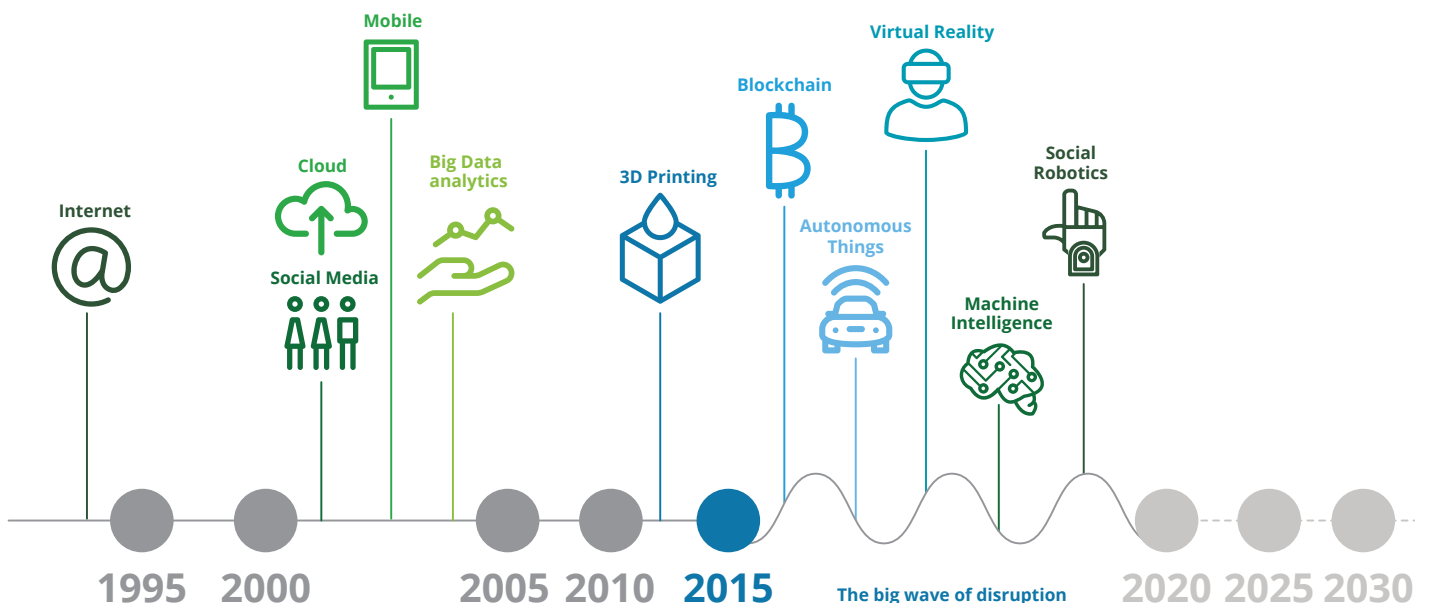 Mobile
Virtual Reality
Blockchain
Social
Robotics
Cloud
Big Data
analytics
3D Printing
Internet
Autonomous
Things
Social Media
Machine
Intelligence
1995
2000
2005
2010
2015
The big wave of disruption
2020
2025
2030